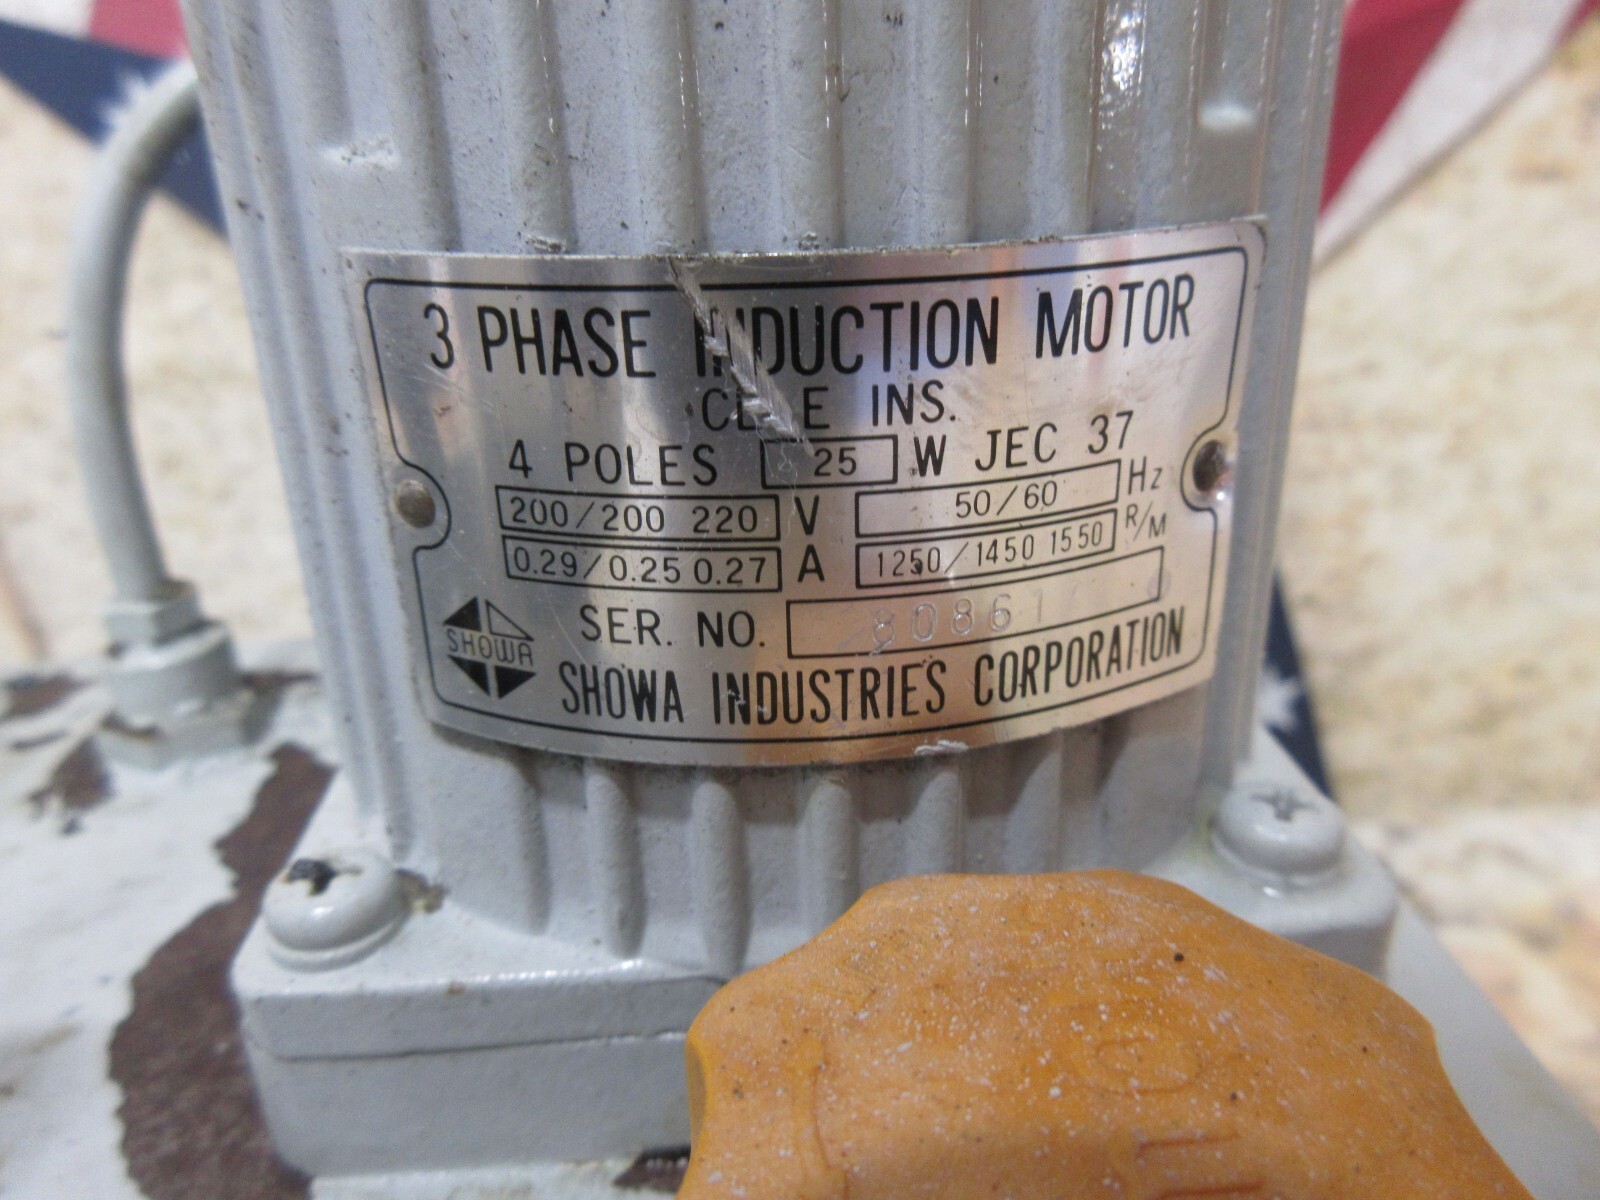 3 PHASE INDUCTION MOTOR
CL E INS.
4 POLES 25 W JEC 37
200/200 220 V 50/60 Hz
0.29/0.25 0.27 A 1250/1450 1550 R/M
SER. NO.
SHOWA
SHOWA INDUSTRIES CORPORATION